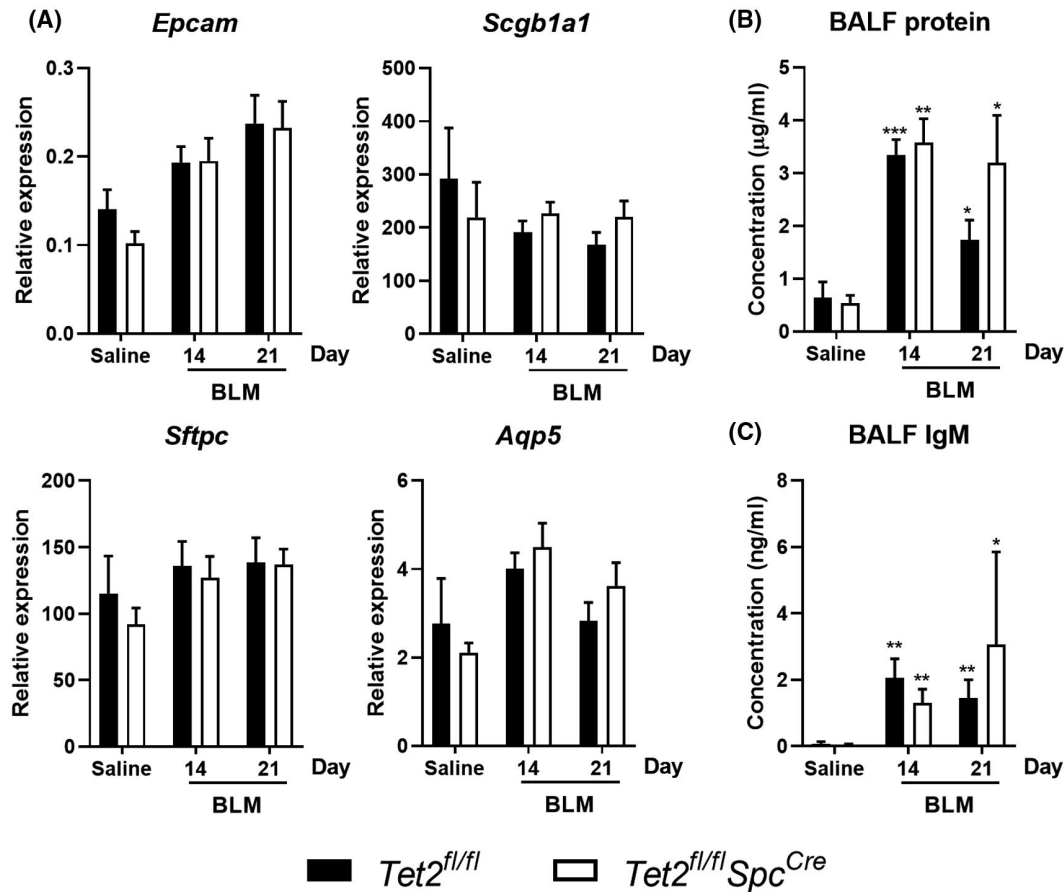 (A)
Epcam
Relative expression
0.3
0.2
0.1
0.0
Saline 14 21 Day
BLM
Scgb1a1
Relative expression
500
400
300
200
100
0
Saline 14 21 Day
BLM
(B)
BALF protein
Concentration (μg/ml)
5
4
3
2
1
0
*** ** * *
Saline 14 21 Day
BLM
Sftpc
Relative expression
200
150
100
50
0
Saline 14 21 Day
BLM
Aqp5
Relative expression
6
4
2
0
Saline 14 21 Day
BLM
(C)
BALF IgM
Concentration (ng/ml)
8
6
4
2
0
** ** ** *
Saline 14 21 Day
BLM
Tet2fl/fl Tet2fl/flSpcCre